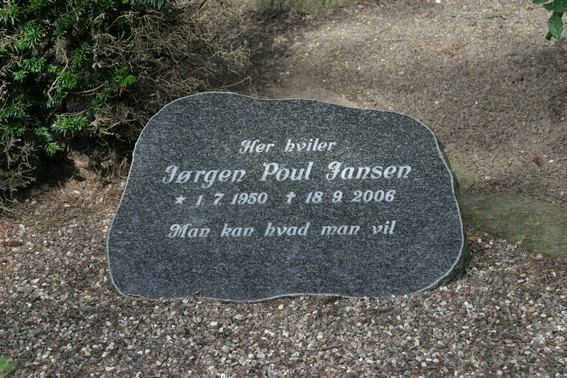 Her hviler
Jørgen Poul Jansen
★ 1. 7. 1950 ✝ 18. 9. 2006
Man kan hvad man vil